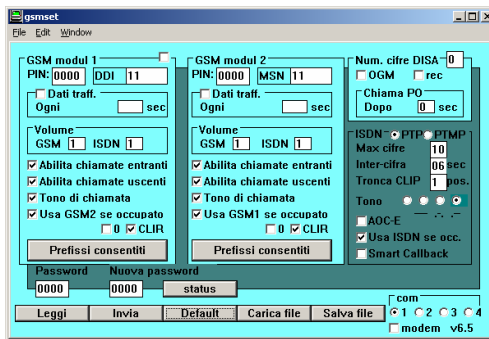 gsmset
File Edit Window
GSM modul 1
PIN: 0000 DDI 11
Dati traff.
Ogni sec
Volume
GSM 1 ISDN 1
Abilita chiamate entranti
Abilita chiamate uscenti
Tono di chiamata
Usa GSM2 se occupato
0 CLIR
Prefissi consentiti
GSM modul 2
PIN: 0000 MSN 11
Dati traff.
Ogni sec
Volume
GSM 1 ISDN 1
Abilita chiamate entranti
Abilita chiamate uscenti
Tono di chiamata
Usa GSM1 se occupato
0 CLIR
Prefissi consentiti
Num. cifre DISA 0
OGM rec
Chiama PO
Dopo 0 sec
ISDN PTP PTMP
Max cifre 10
Inter-cifra 06 sec
Tronca CLIP 1 pos.
Tono
AOC-E
Usa ISDN se occ.
Smart Callback
Password Nuova password
0000 0000 status
Leggi Invia Default Carica file Salva file
com
1 2 3 4
modem v6.5